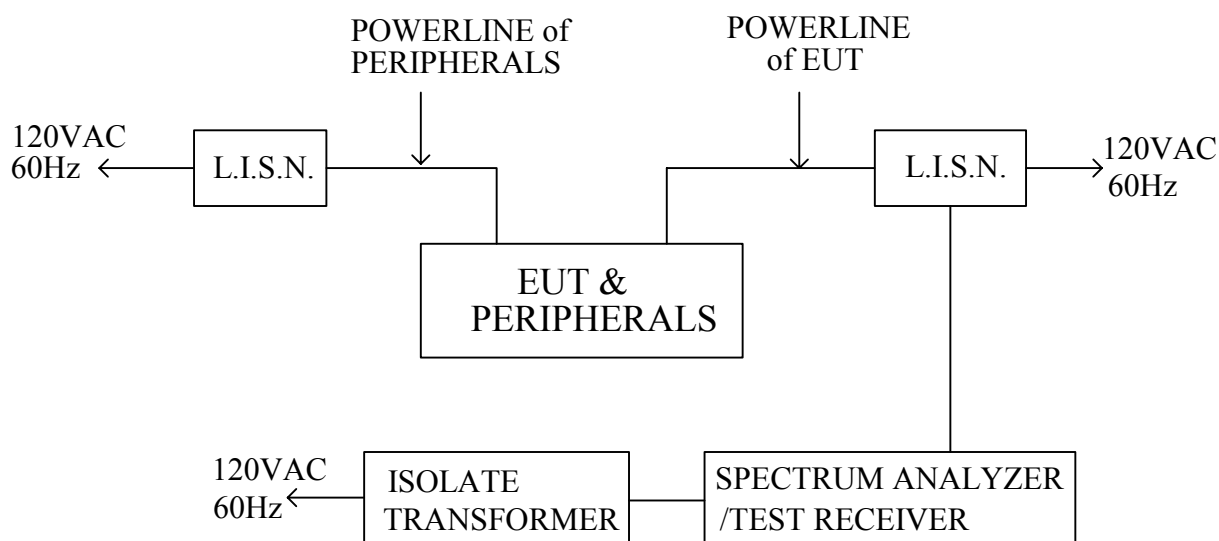 POWERLINE of
PERIPHERALS
POWERLINE
of EUT
120VAC
60Hz
L.I.S.N.
L.I.S.N.
120VAC
60Hz
EUT &
PERIPHERALS
120VAC
60Hz
ISOLATE
TRANSFORMER
SPECTRUM ANALYZER
/TEST RECEIVER